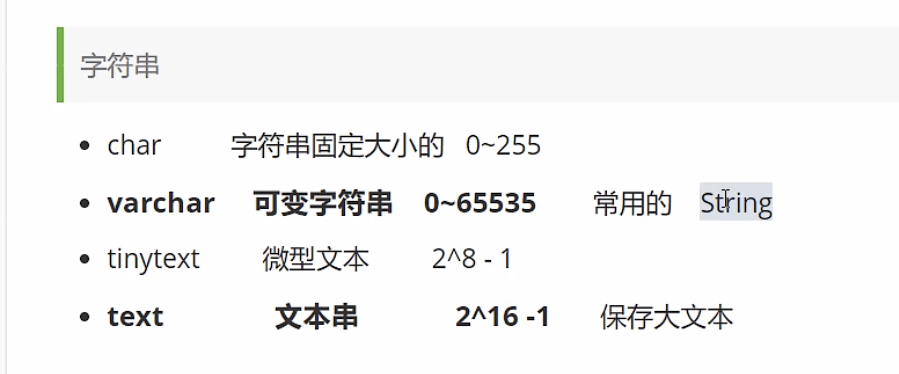 字符串
char 字符串固定大小的 0~255
varchar 可变字符串 0~65535 常用的 String
tinytext 微型文本 2^8 - 1
text 文本串 2^16 -1 保存大文本